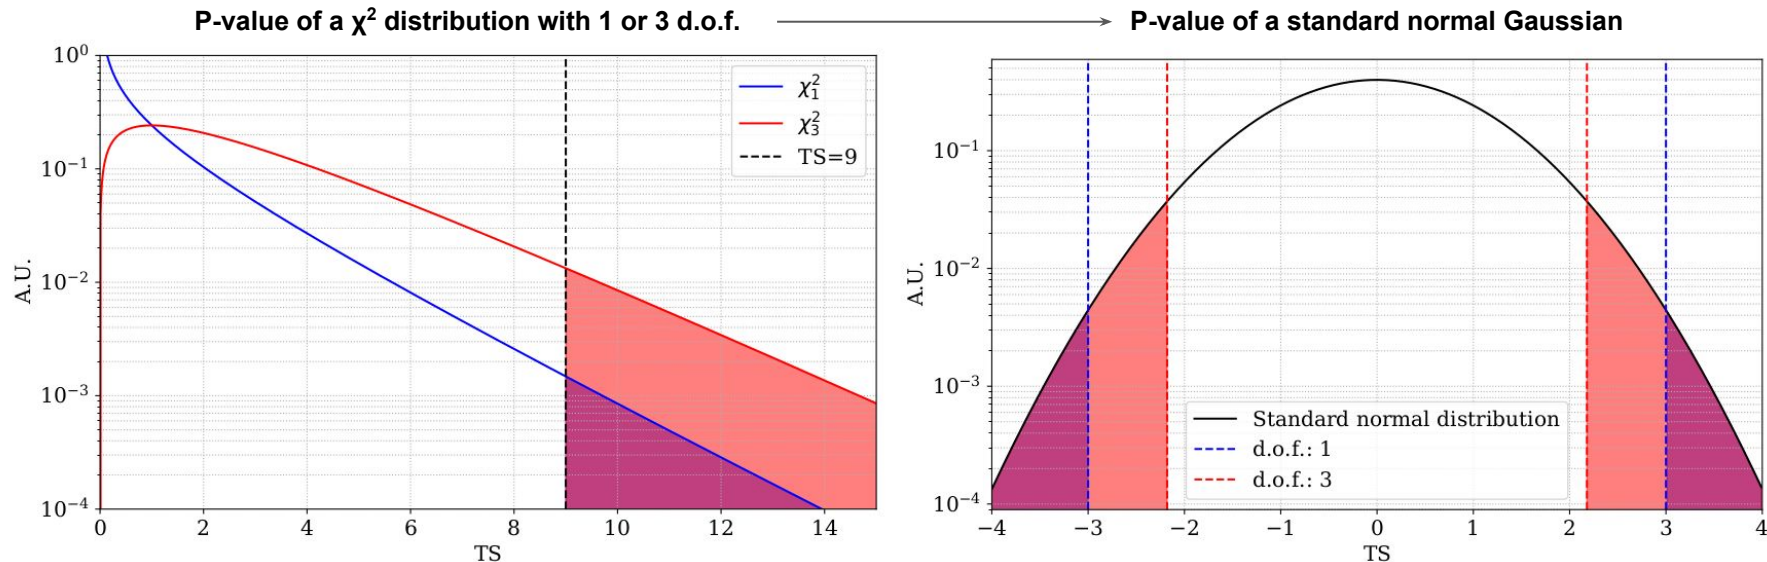 P-value of a χ² distribution with 1 or 3 d.o.f.
P-value of a standard normal Gaussian
10⁰
10⁻¹
10⁻²
10⁻³
10⁻⁴
A.U.
0 2 4 6 8 10 12 14
TS
χ²₁
χ²₃
TS=9
10⁻¹
10⁻²
10⁻³
10⁻⁴
A.U.
−4 −3 −2 −1 0 1 2 3 4
TS
Standard normal distribution
d.o.f.: 1
d.o.f.: 3